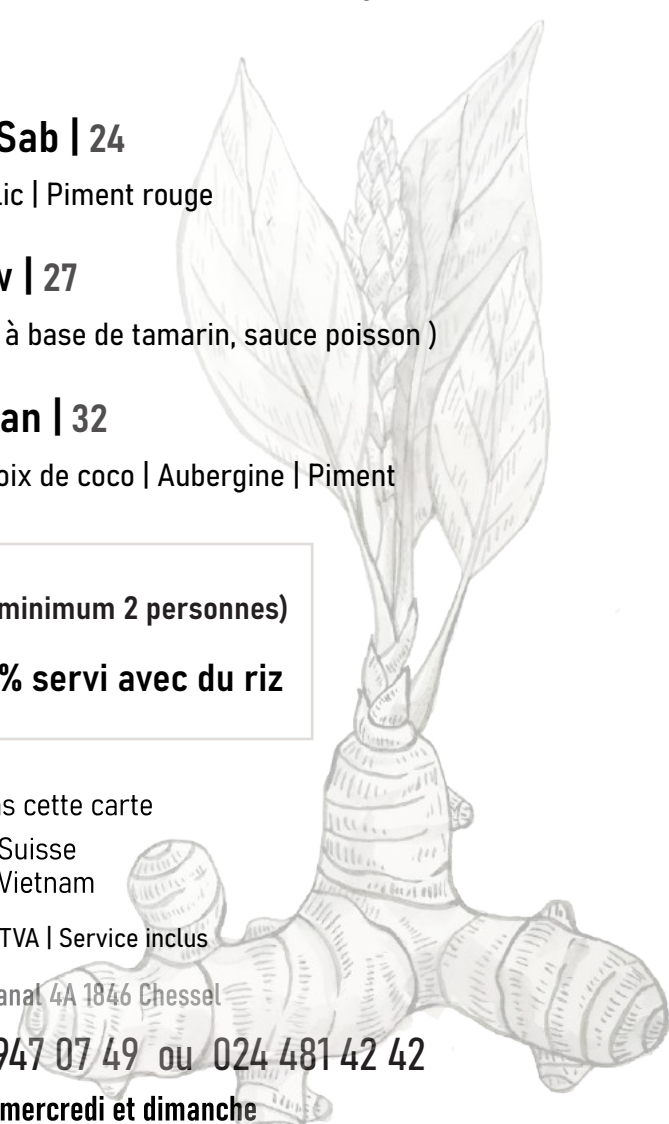 Sab | 24
lic | Piment rouge
v | 27
à base de tamarin, sauce poisson )
an | 32
oix de coco | Aubergine | Piment
minimum 2 personnes)
% servi avec du riz
s cette carte
Suisse
Vietnam
TVA | Service inclus
anal 4A 1846 Chessel
947 07 49 ou 024 481 42 42
mercredi et dimanche